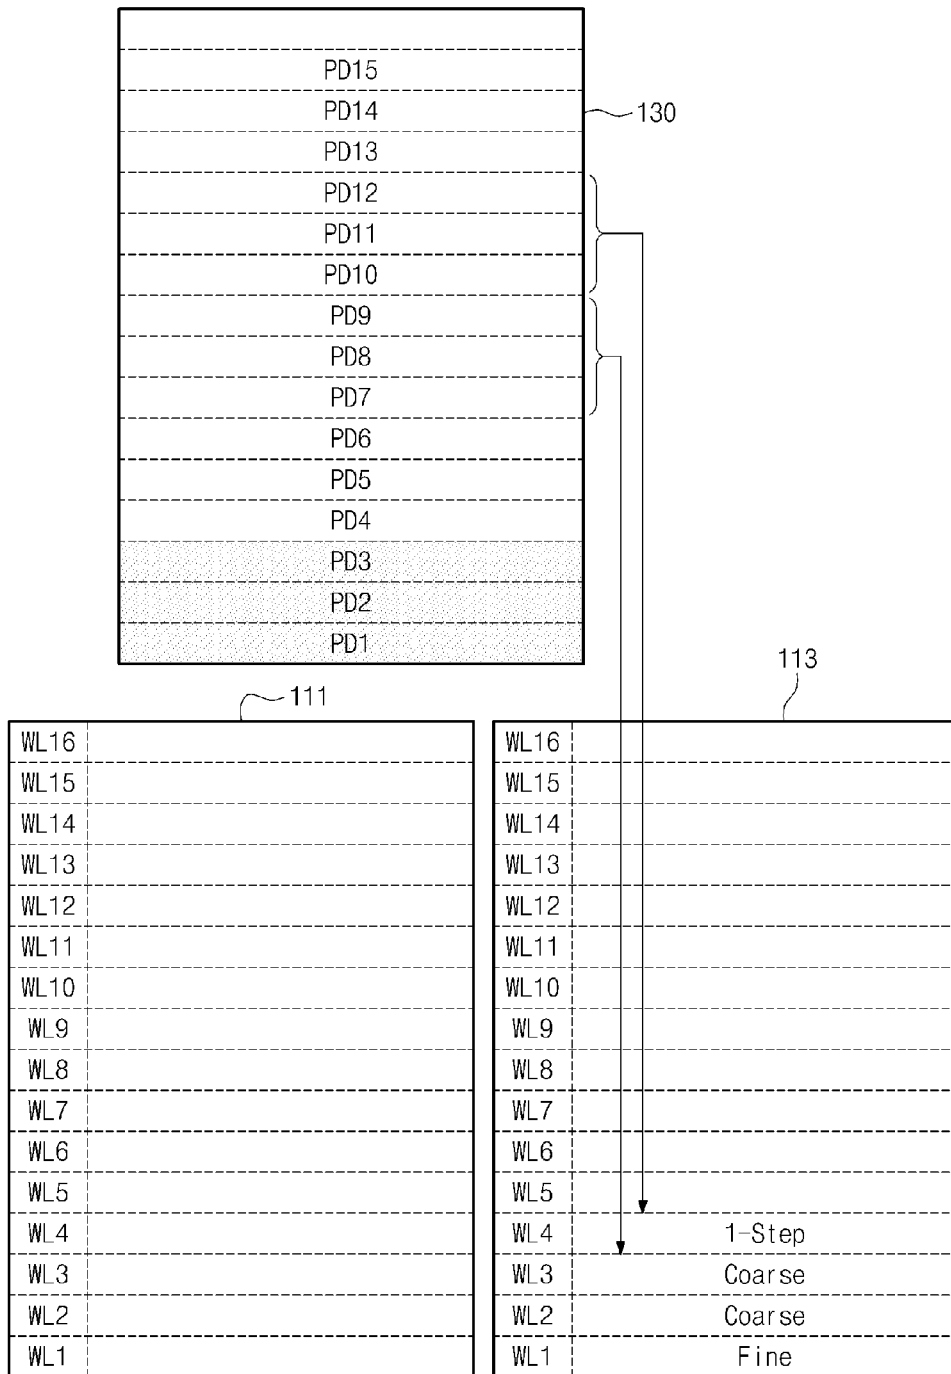 PD15
PD14
130
PD13
PD12
PD11
PD10
PD9
PD8
PD7
PD6
PD5
PD4
PD3
PD2
PD1
111
WL16
WL15
WL14
WL13
WL12
WL11
WL10
WL9
WL8
WL7
WL6
WL5
WL4
WL3
WL2
WL1
113
WL16
WL15
WL14
WL13
WL12
WL11
WL10
WL9
WL8
WL7
WL6
WL5
WL4 1-Step
WL3 Coarse
WL2 Coarse
WL1 Fine